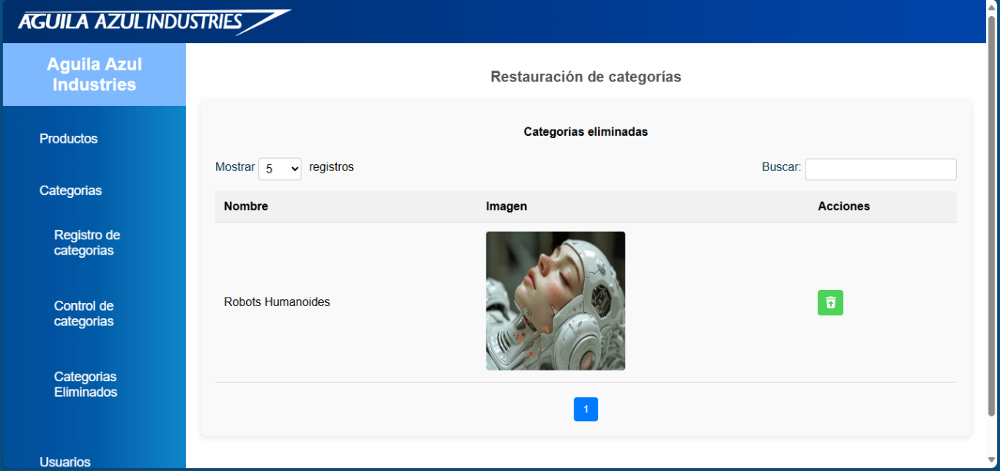 AGUILA AZUL INDUSTRIES
Aguila Azul
Industries
Productos
Categorias
Registro de
categorias
Control de
categorias
Categorias
Eliminados
Usuarios
Restauración de categorías
Categorías eliminadas
Mostrar 5 registros
Buscar:
Nombre Imagen Acciones
Robots Humanoides
1